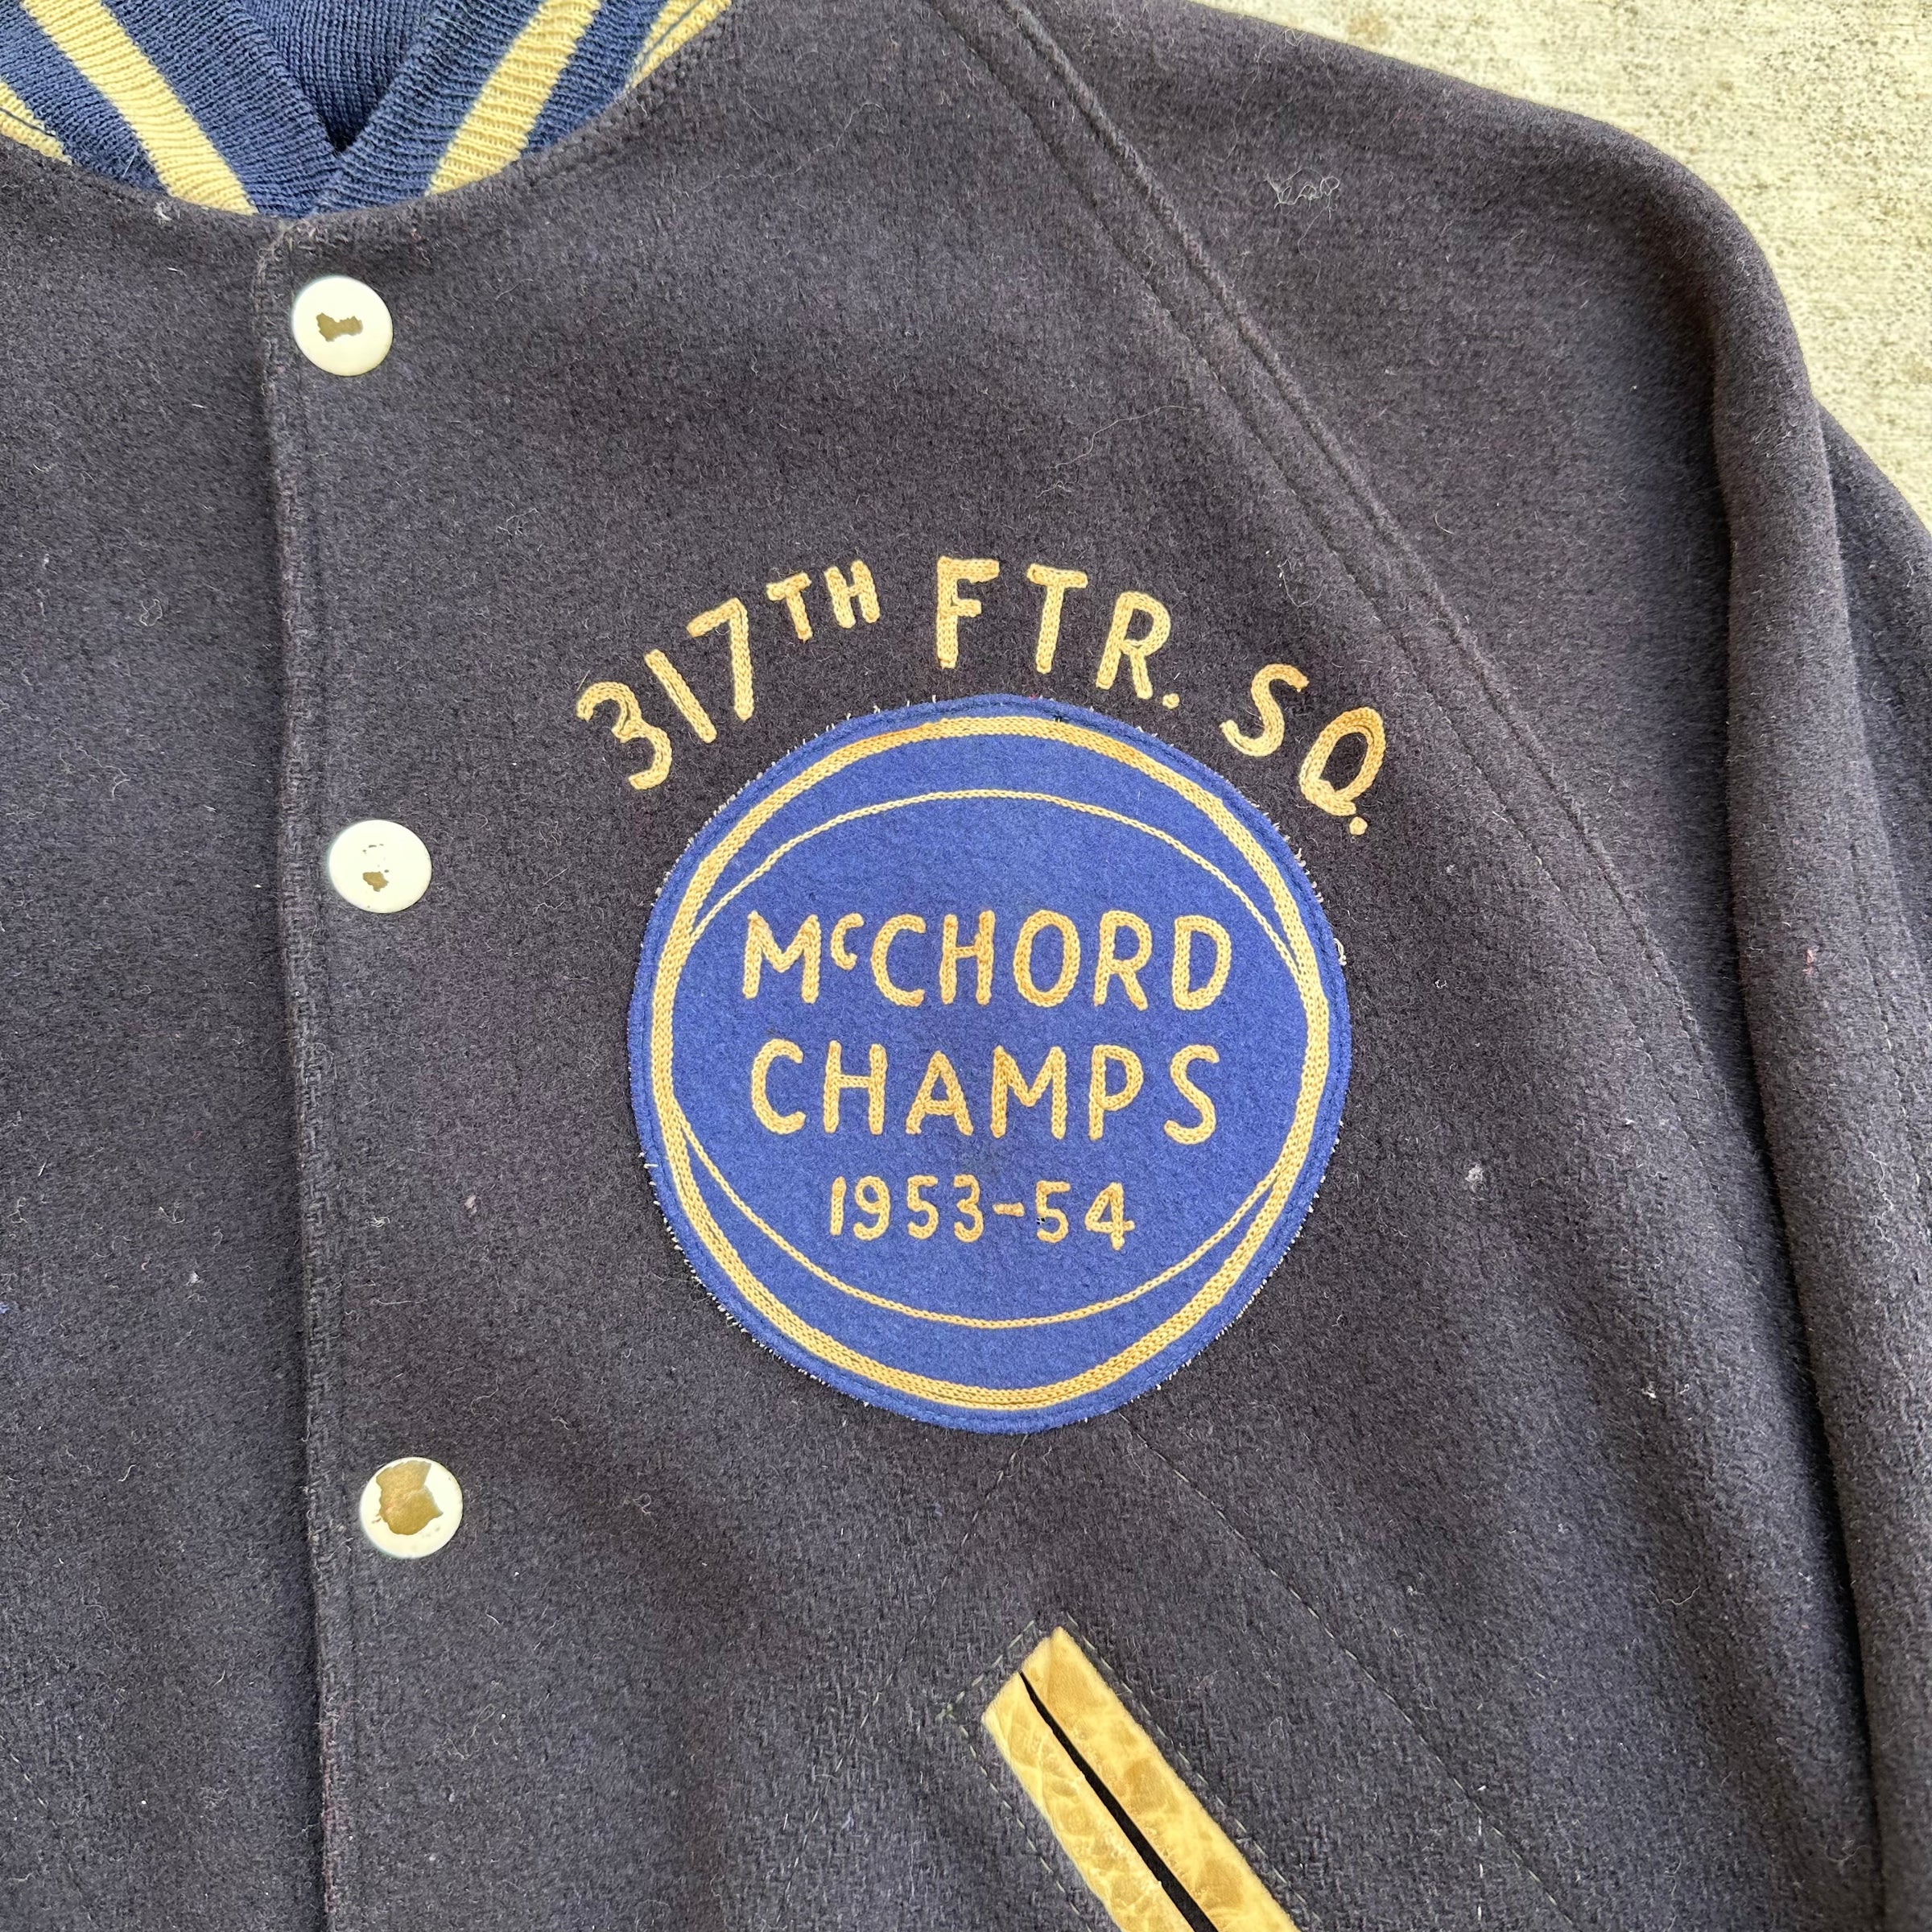 317TH FTR. SQ.
McCHORD
CHAMPS
1953-54